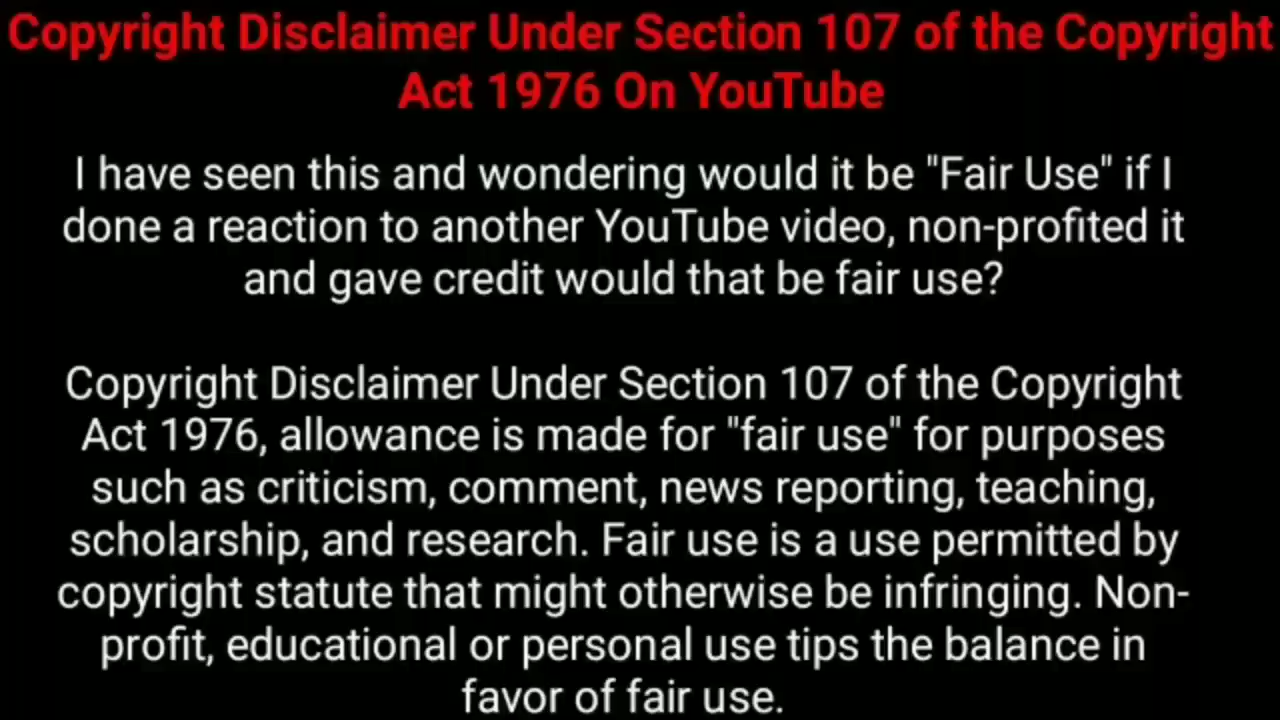 Copyright Disclaimer Under Section 107 of the Copyright
Act 1976 On YouTube
I have seen this and wondering would it be "Fair Use" if I
done a reaction to another YouTube video, non-profited it
and gave credit would that be fair use?
Copyright Disclaimer Under Section 107 of the Copyright
Act 1976, allowance is made for "fair use" for purposes
such as criticism, comment, news reporting, teaching,
scholarship, and research. Fair use is a use permitted by
copyright statute that might otherwise be infringing. Non-
profit, educational or personal use tips the balance in
favor of fair use.